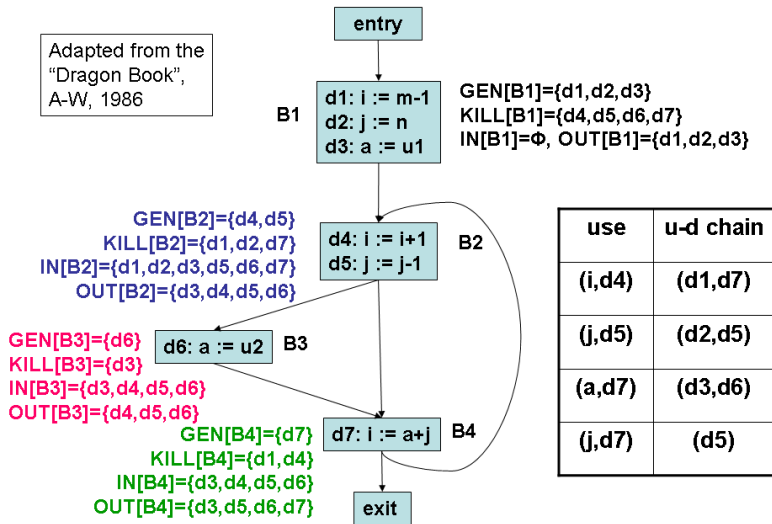 entry
Adapted from the
“Dragon Book”,
A-W, 1986
B1
d1: i := m-1
d2: j := n
d3: a := u1
GEN[B1]={d1,d2,d3}
KILL[B1]={d4,d5,d6,d7}
IN[B1]=Φ, OUT[B1]={d1,d2,d3}
GEN[B2]={d4,d5}
KILL[B2]={d1,d2,d7}
IN[B2]={d1,d2,d3,d5,d6,d7}
OUT[B2]={d3,d4,d5,d6}
d4: i := i+1
d5: j := j-1
B2
GEN[B3]={d6}
KILL[B3]={d3}
IN[B3]={d3,d4,d5,d6}
OUT[B3]={d4,d5,d6}
d6: a := u2
B3
GEN[B4]={d7}
KILL[B4]={d1,d4}
IN[B4]={d3,d4,d5,d6}
OUT[B4]={d3,d5,d6,d7}
d7: i := a+j
B4
exit
use u-d chain
(i,d4) (d1,d7)
(j,d5) (d2,d5)
(a,d7) (d3,d6)
(j,d7) (d5)